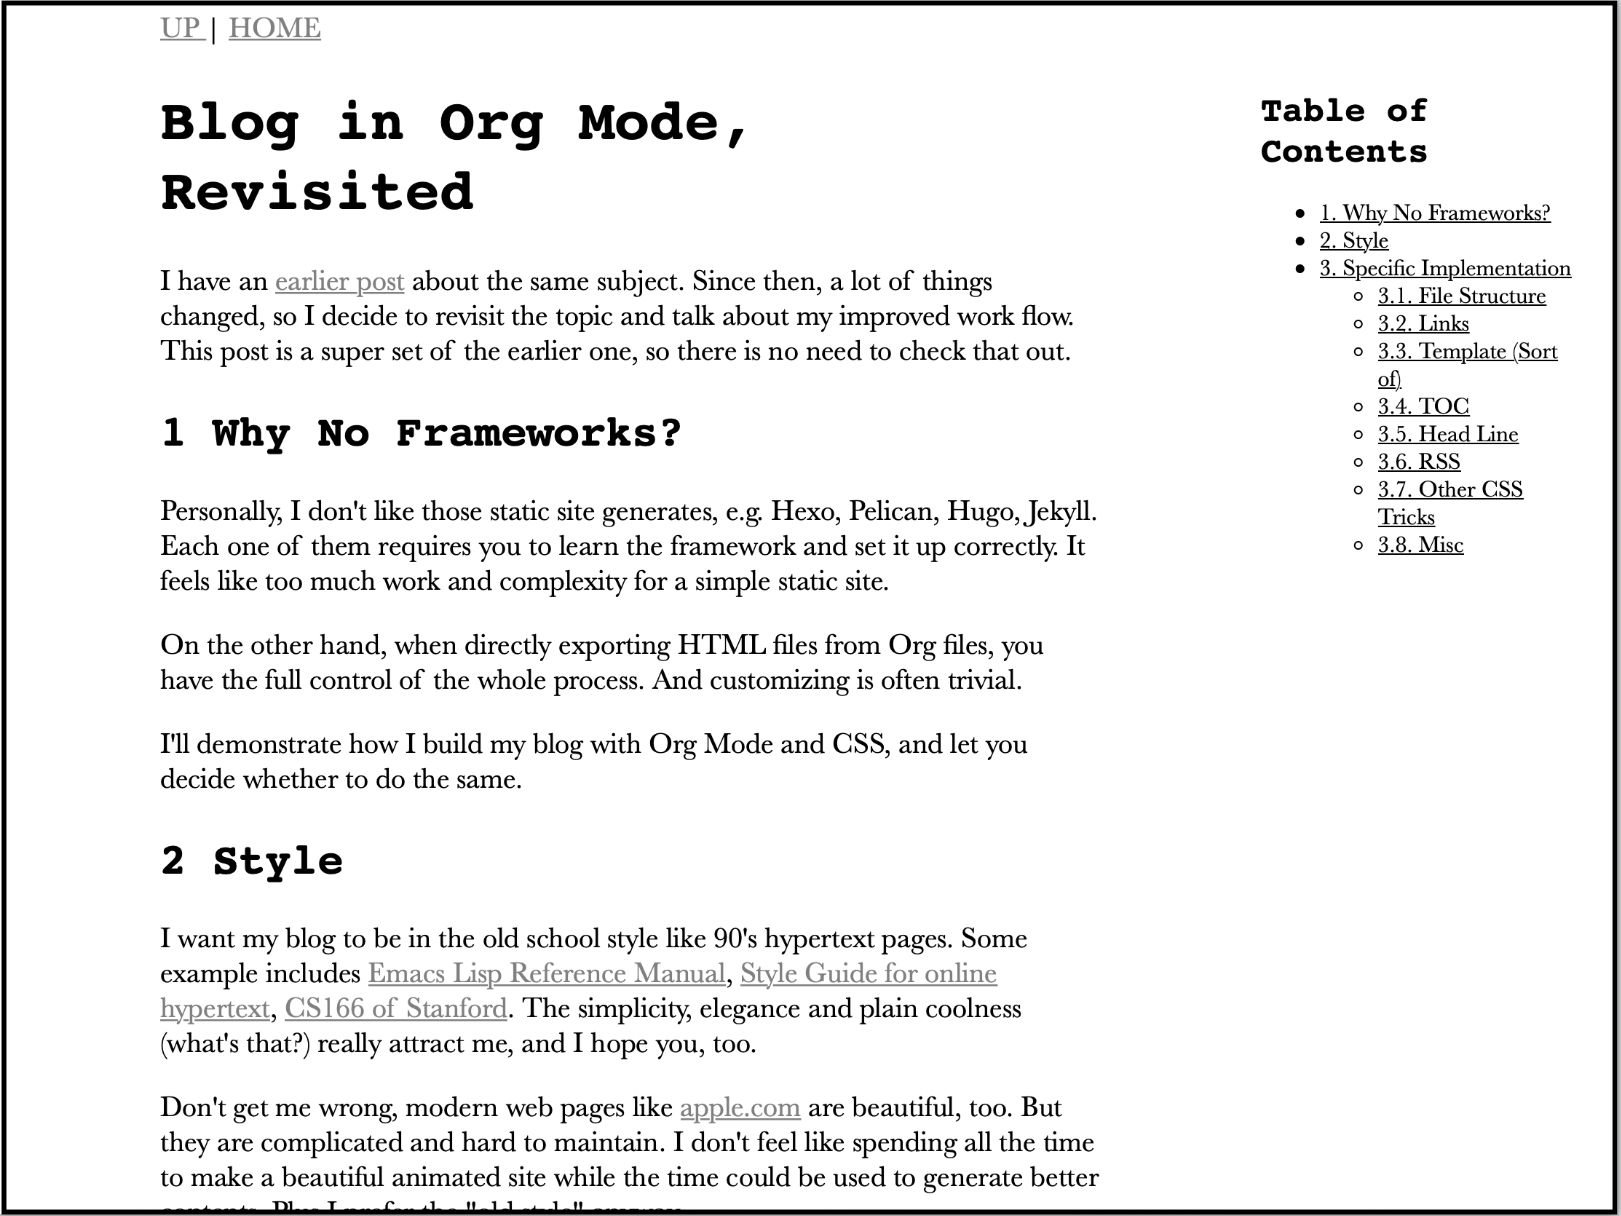 UP | HOME
Blog in Org Mode,
Revisited
I have an earlier post about the same subject. Since then, a lot of things
changed, so I decide to revisit the topic and talk about my improved work flow.
This post is a super set of the earlier one, so there is no need to check that out.
1 Why No Frameworks?
Personally, I don't like those static site generates, e.g. Hexo, Pelican, Hugo, Jekyll.
Each one of them requires you to learn the framework and set it up correctly. It
feels like too much work and complexity for a simple static site.
On the other hand, when directly exporting HTML files from Org files, you
have the full control of the whole process. And customizing is often trivial.
I'll demonstrate how I build my blog with Org Mode and CSS, and let you
decide whether to do the same.
2 Style
I want my blog to be in the old school style like 90's hypertext pages. Some
example includes Emacs Lisp Reference Manual, Style Guide for online
hypertext, CS166 of Stanford. The simplicity, elegance and plain coolness
(what's that?) really attract me, and I hope you, too.
Don't get me wrong, modern web pages like apple.com are beautiful, too. But
they are complicated and hard to maintain. I don't feel like spending all the time
to make a beautiful animated site while the time could be used to generate better
contents. Plus I prefer the "old style" anyway.
Table of
Contents
1. Why No Frameworks?
2. Style
3. Specific Implementation
3.1. File Structure
3.2. Links
3.3. Template (Sort
of)
3.4. TOC
3.5. Head Line
3.6. RSS
3.7. Other CSS
Tricks
3.8. Misc